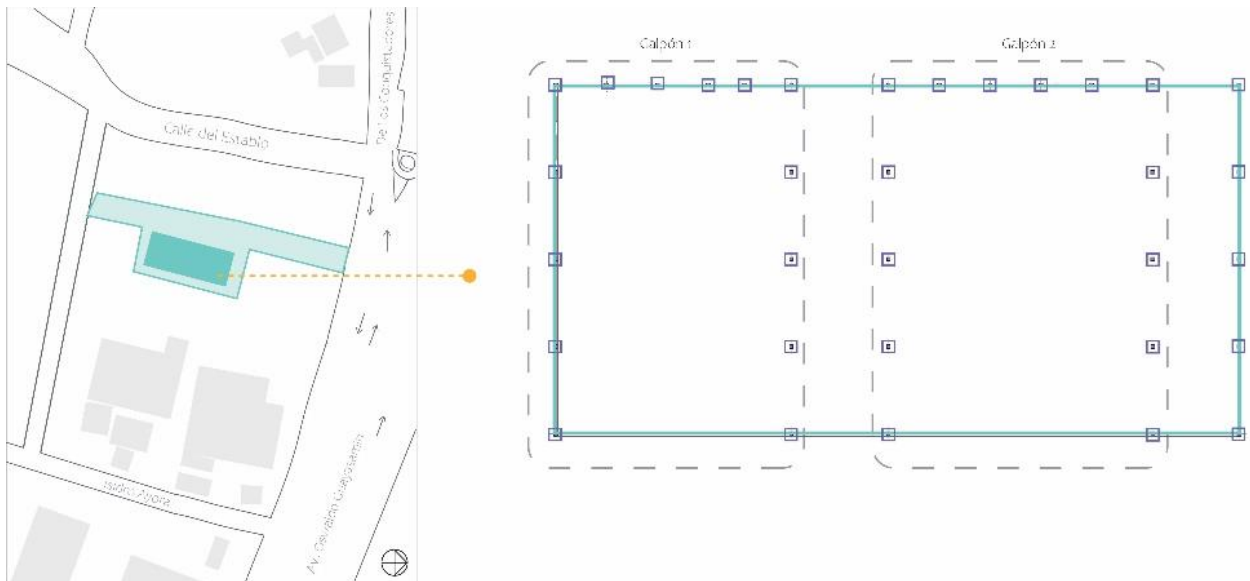 Galpón 1
Galpón 2
De Los Conquistadores
Calle del Establo
Isidro Ayora
Av. Oswaldo Guayasamín